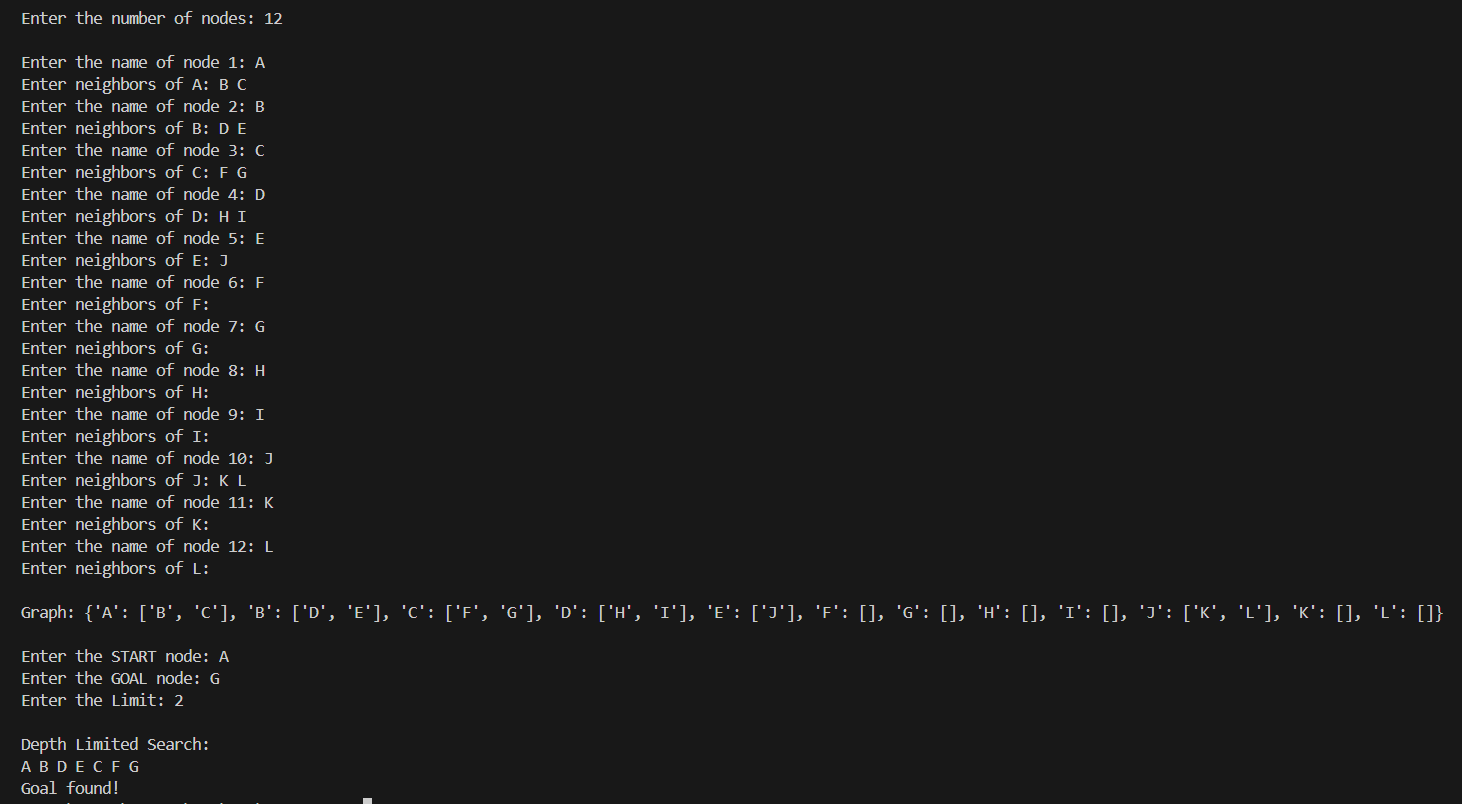 Enter the number of nodes: 12
Enter the name of node 1: A
Enter neighbors of A: B C
Enter the name of node 2: B
Enter neighbors of B: D E
Enter the name of node 3: C
Enter neighbors of C: F G
Enter the name of node 4: D
Enter neighbors of D: H I
Enter the name of node 5: E
Enter neighbors of E: J
Enter the name of node 6: F
Enter neighbors of F:
Enter the name of node 7: G
Enter neighbors of G:
Enter the name of node 8: H
Enter neighbors of H:
Enter the name of node 9: I
Enter neighbors of I:
Enter the name of node 10: J
Enter neighbors of J: K L
Enter the name of node 11: K
Enter neighbors of K:
Enter the name of node 12: L
Enter neighbors of L:
Graph: {'A': ['B', 'C'], 'B': ['D', 'E'], 'C': ['F', 'G'], 'D': ['H', 'I'], 'E': ['J'], 'F': [], 'G': [], 'H': [], 'I': [], 'J': ['K', 'L'], 'K': [], 'L': []}
Enter the START node: A
Enter the GOAL node: G
Enter the Limit: 2
Depth Limited Search:
A B D E C F G
Goal found!